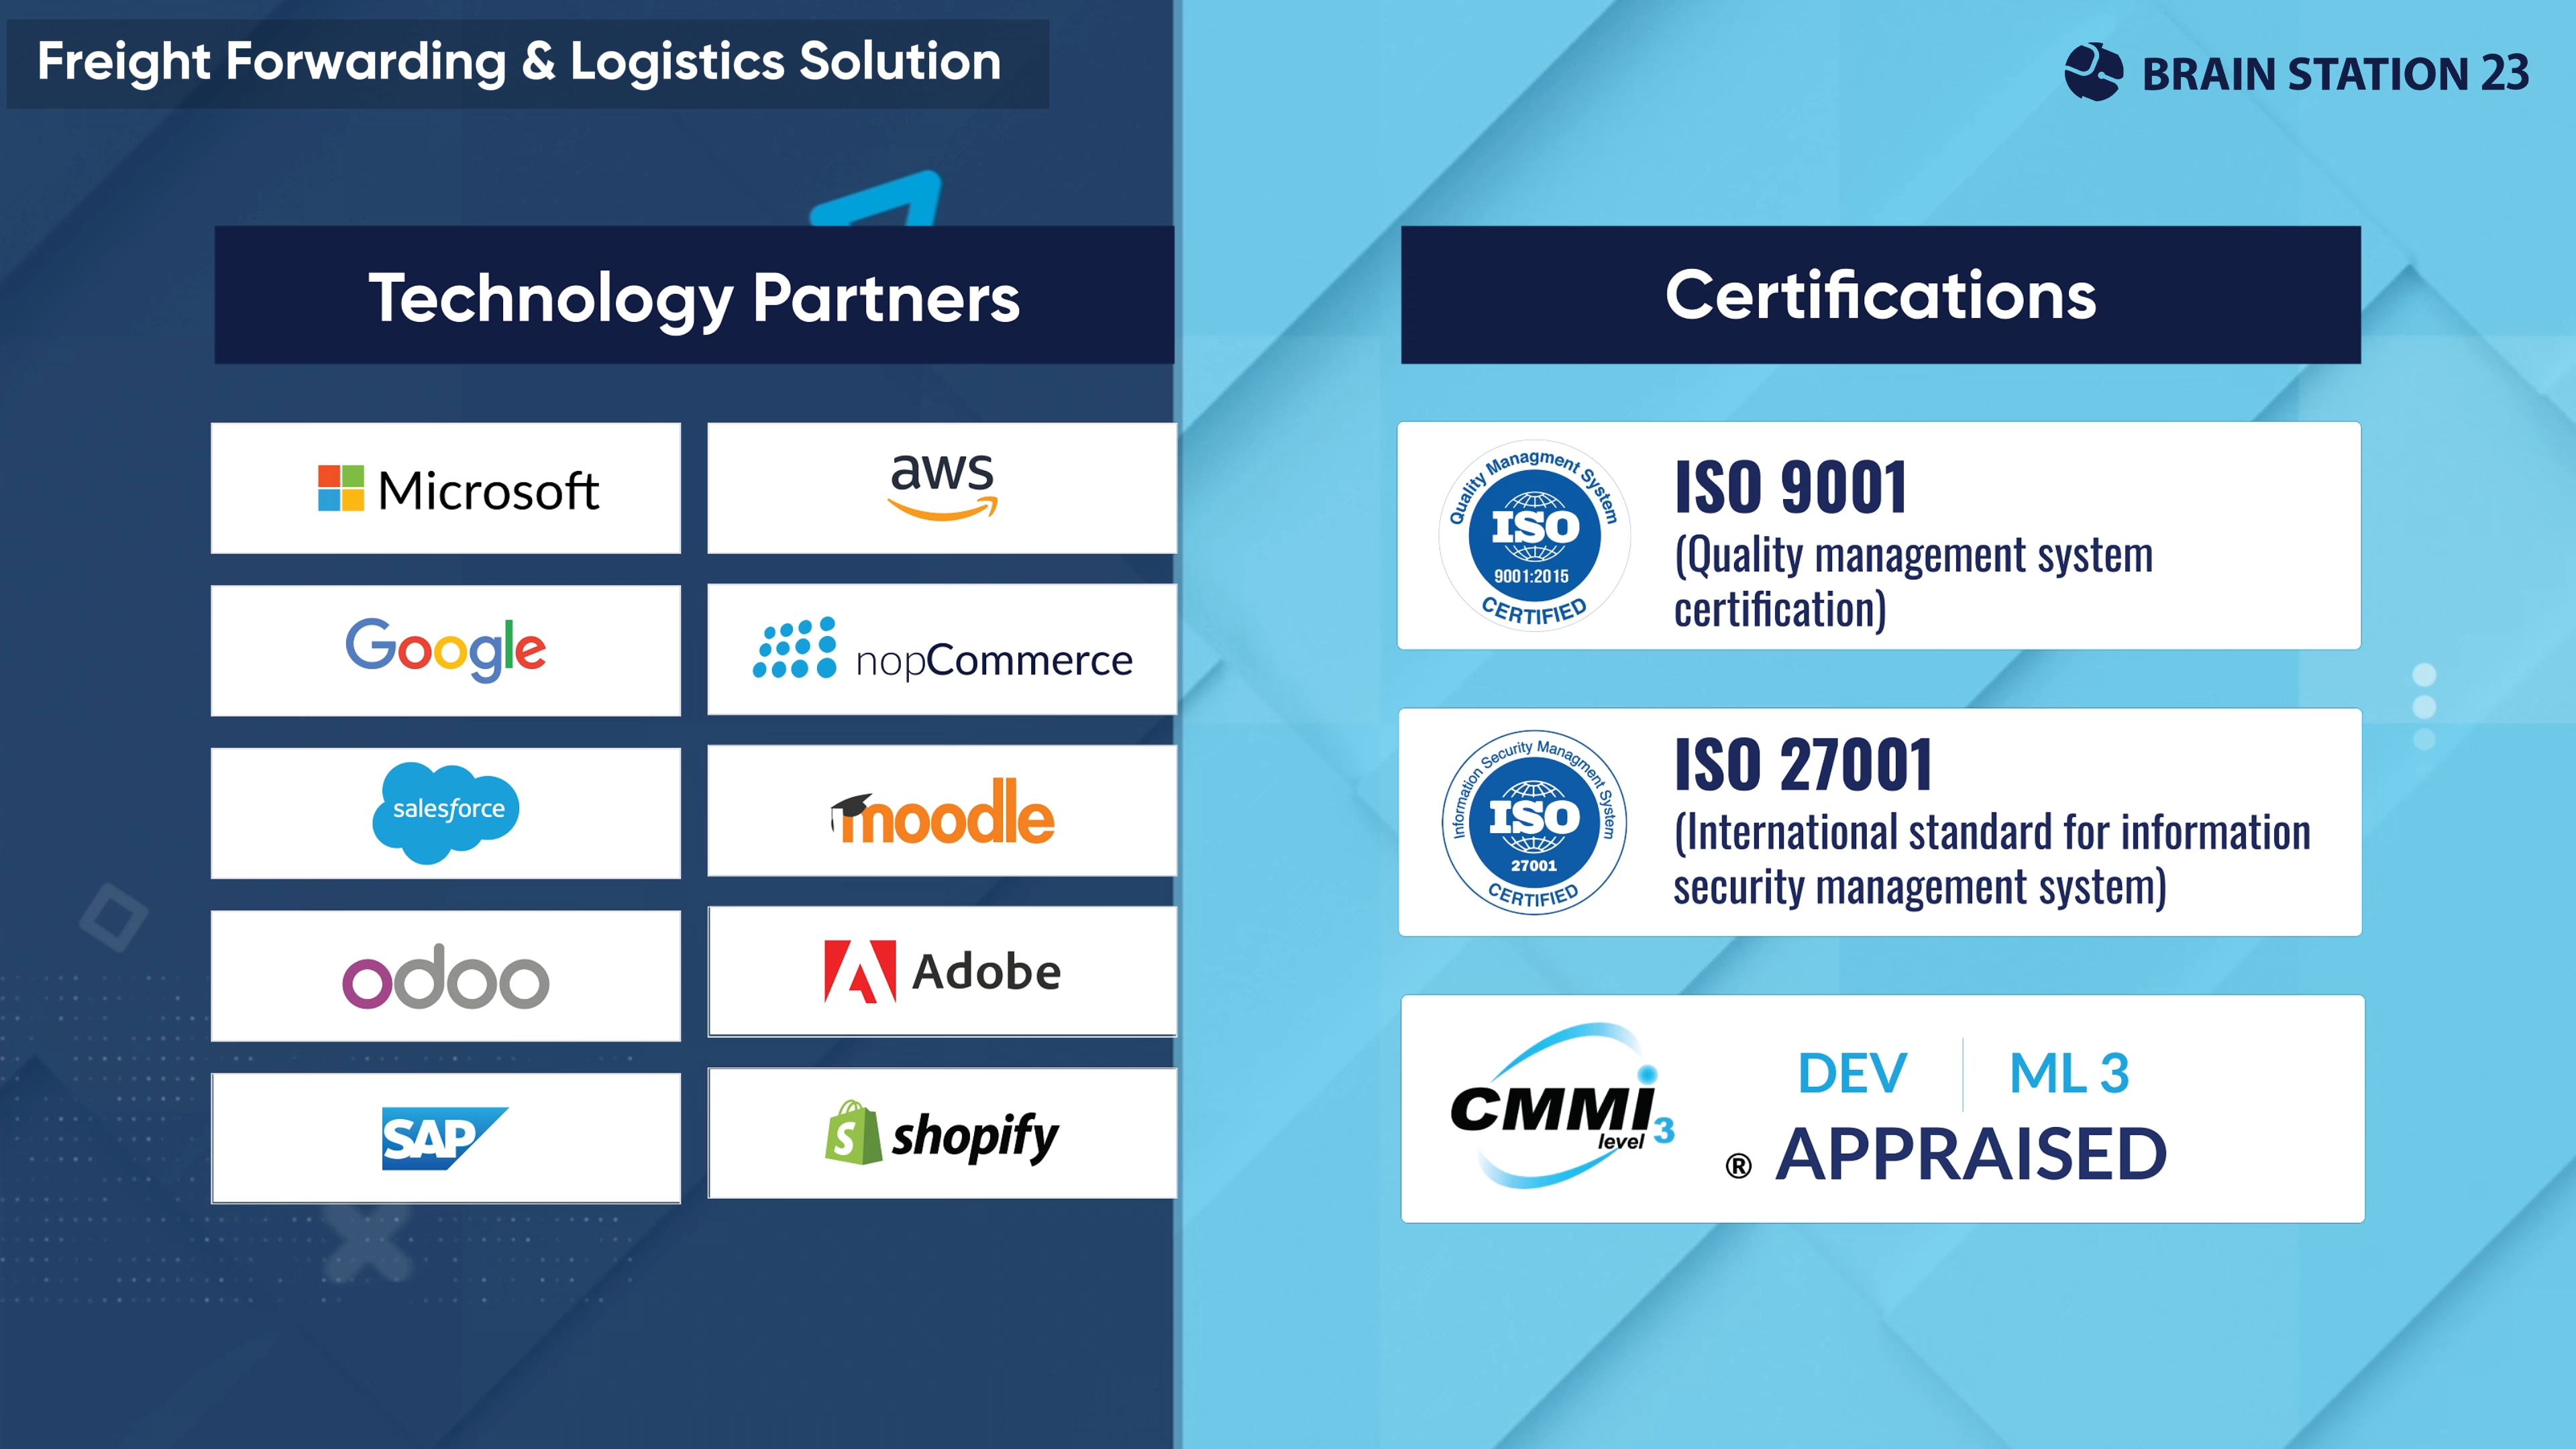 Freight Forwarding & Logistics Solution
BRAIN STATION 23
Technology Partners
Microsoft
aws
Google
nopCommerce
salesforce
moodle
odoo
Adobe
SAP
shopify
Certifications
Quality Managment System
ISO
9001:2015
CERTIFIED
ISO 9001
(Quality management system
certification)
Information Security Managment System
ISO
27001
CERTIFIED
ISO 27001
(International standard for information
security management system)
CMMI
level 3
®
DEV | ML 3
APPRAISED